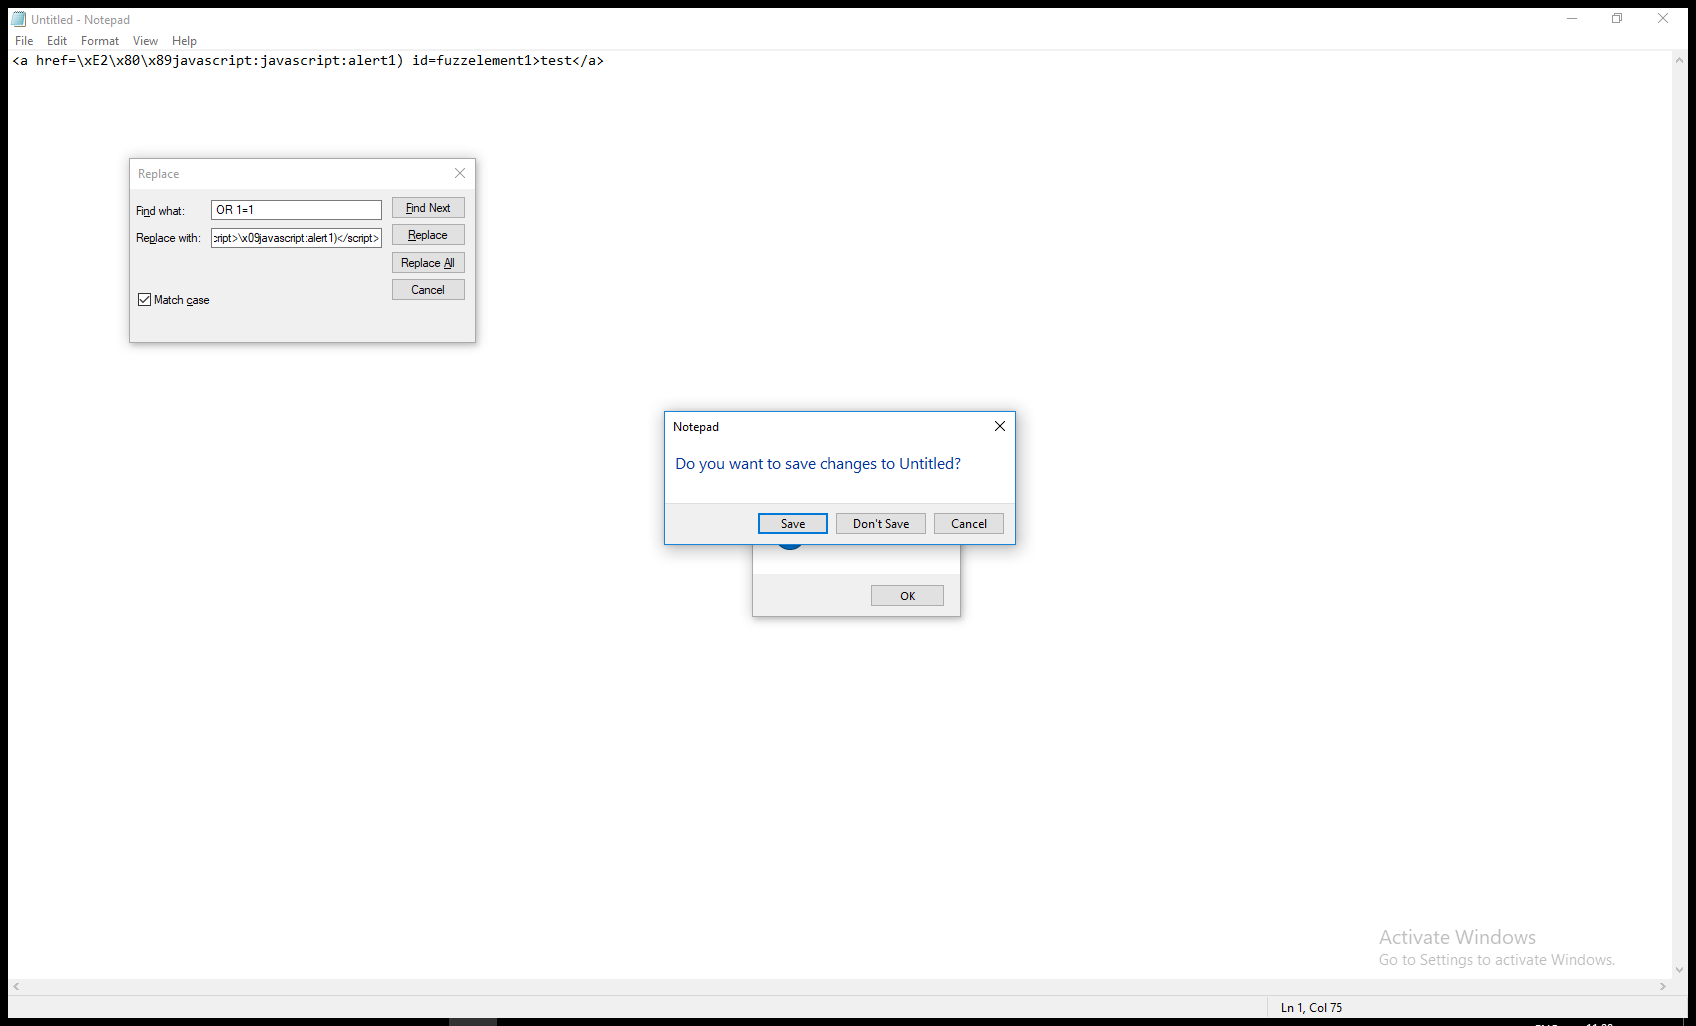 Untitled - Notepad
File Edit Format View Help
<a href=\xE2\x80\x89javascript:javascript:alert1) id=fuzzelement1>test</a>
Replace
Find what: OR 1=1 Find Next
Replace with: cript>\x09javascript:alert1)</script> Replace
Replace All
Cancel
Match case
Notepad
Do you want to save changes to Untitled?
Save Don't Save Cancel
OK
Activate Windows
Go to Settings to activate Windows.
Ln 1, Col 75